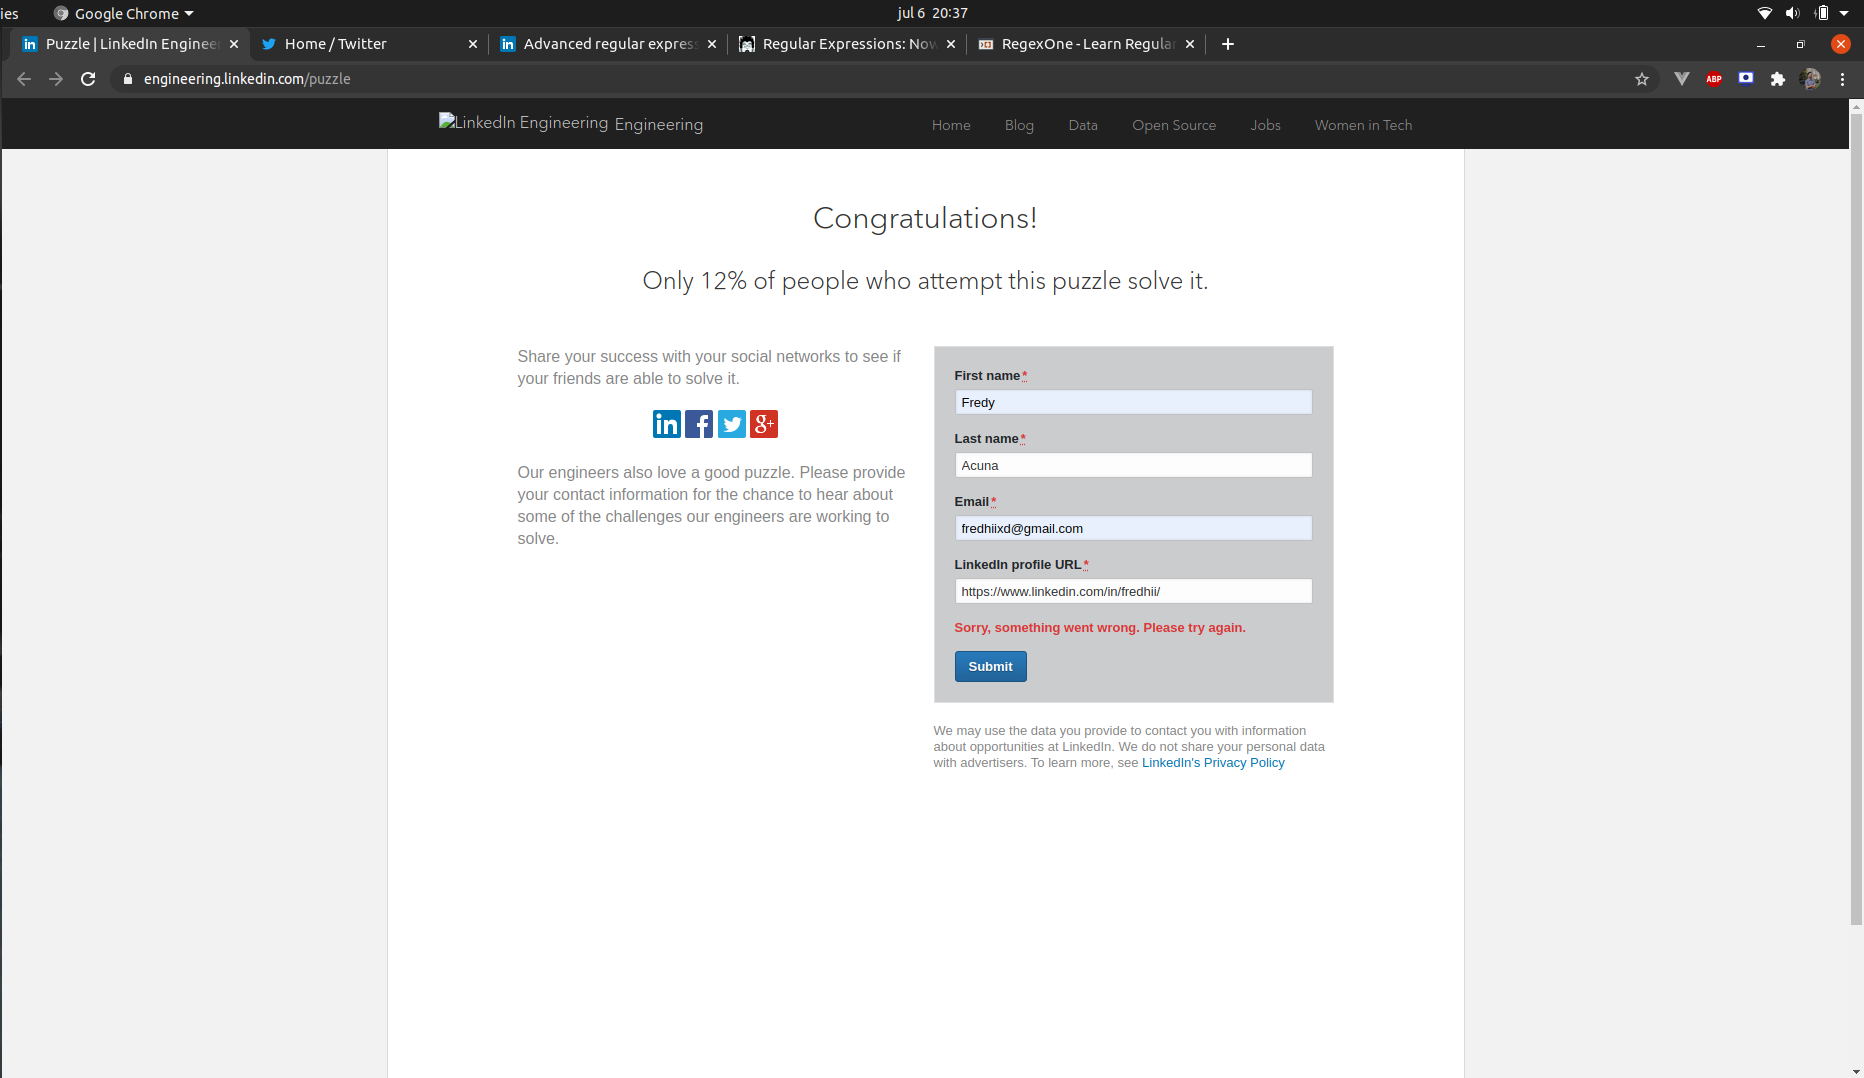 ies
Google Chrome
jul 6 20:37
Puzzle | LinkedIn Enginee
Home / Twitter
Advanced regular expres
Regular Expressions: Now
RegexOne - Learn Regula
engineering.linkedin.com/puzzle
ABP
LinkedIn Engineering Engineering
Home
Blog
Data
Open Source
Jobs
Women in Tech
Congratulations!
Only 12% of people who attempt this puzzle solve it.
Share your success with your social networks to see if
your friends are able to solve it.
Our engineers also love a good puzzle. Please provide
your contact information for the chance to hear about
some of the challenges our engineers are working to
solve.
First name*
Fredy
Last name*
Acuna
Email*
fredhiixd@gmail.com
LinkedIn profile URL*
https://www.linkedin.com/in/fredhii/
Sorry, something went wrong. Please try again.
Submit
We may use the data you provide to contact you with information
about opportunities at LinkedIn. We do not share your personal data
with advertisers. To learn more, see LinkedIn's Privacy Policy